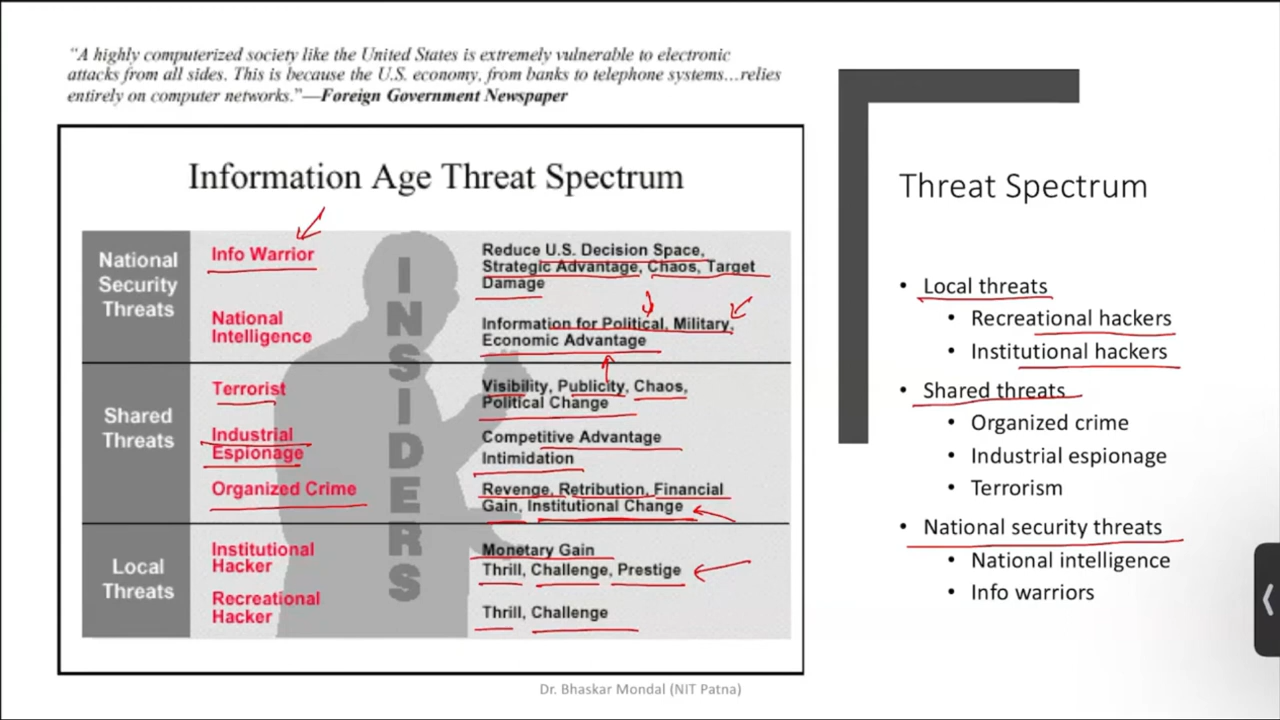 “A highly computerized society like the United States is extremely vulnerable to electronic
attacks from all sides. This is because the U.S. economy, from banks to telephone systems…relies
entirely on computer networks.”—Foreign Government Newspaper
Information Age Threat Spectrum
National
Security
Threats
Info Warrior
Reduce U.S. Decision Space,
Strategic Advantage, Chaos, Target
Damage
National
Intelligence
Information for Political, Military,
Economic Advantage
Shared
Threats
Terrorist
Visibility, Publicity, Chaos,
Political Change
Industrial
Espionage
Competitive Advantage
Intimidation
Organized Crime
Revenge, Retribution, Financial
Gain, Institutional Change
Local
Threats
Institutional
Hacker
Monetary Gain
Thrill, Challenge, Prestige
Recreational
Hacker
Thrill, Challenge
INSIDERS
Threat Spectrum
• Local threats
• Recreational hackers
• Institutional hackers
• Shared threats
• Organized crime
• Industrial espionage
• Terrorism
• National security threats
• National intelligence
• Info warriors
Dr. Bhaskar Mondal (NIT Patna)